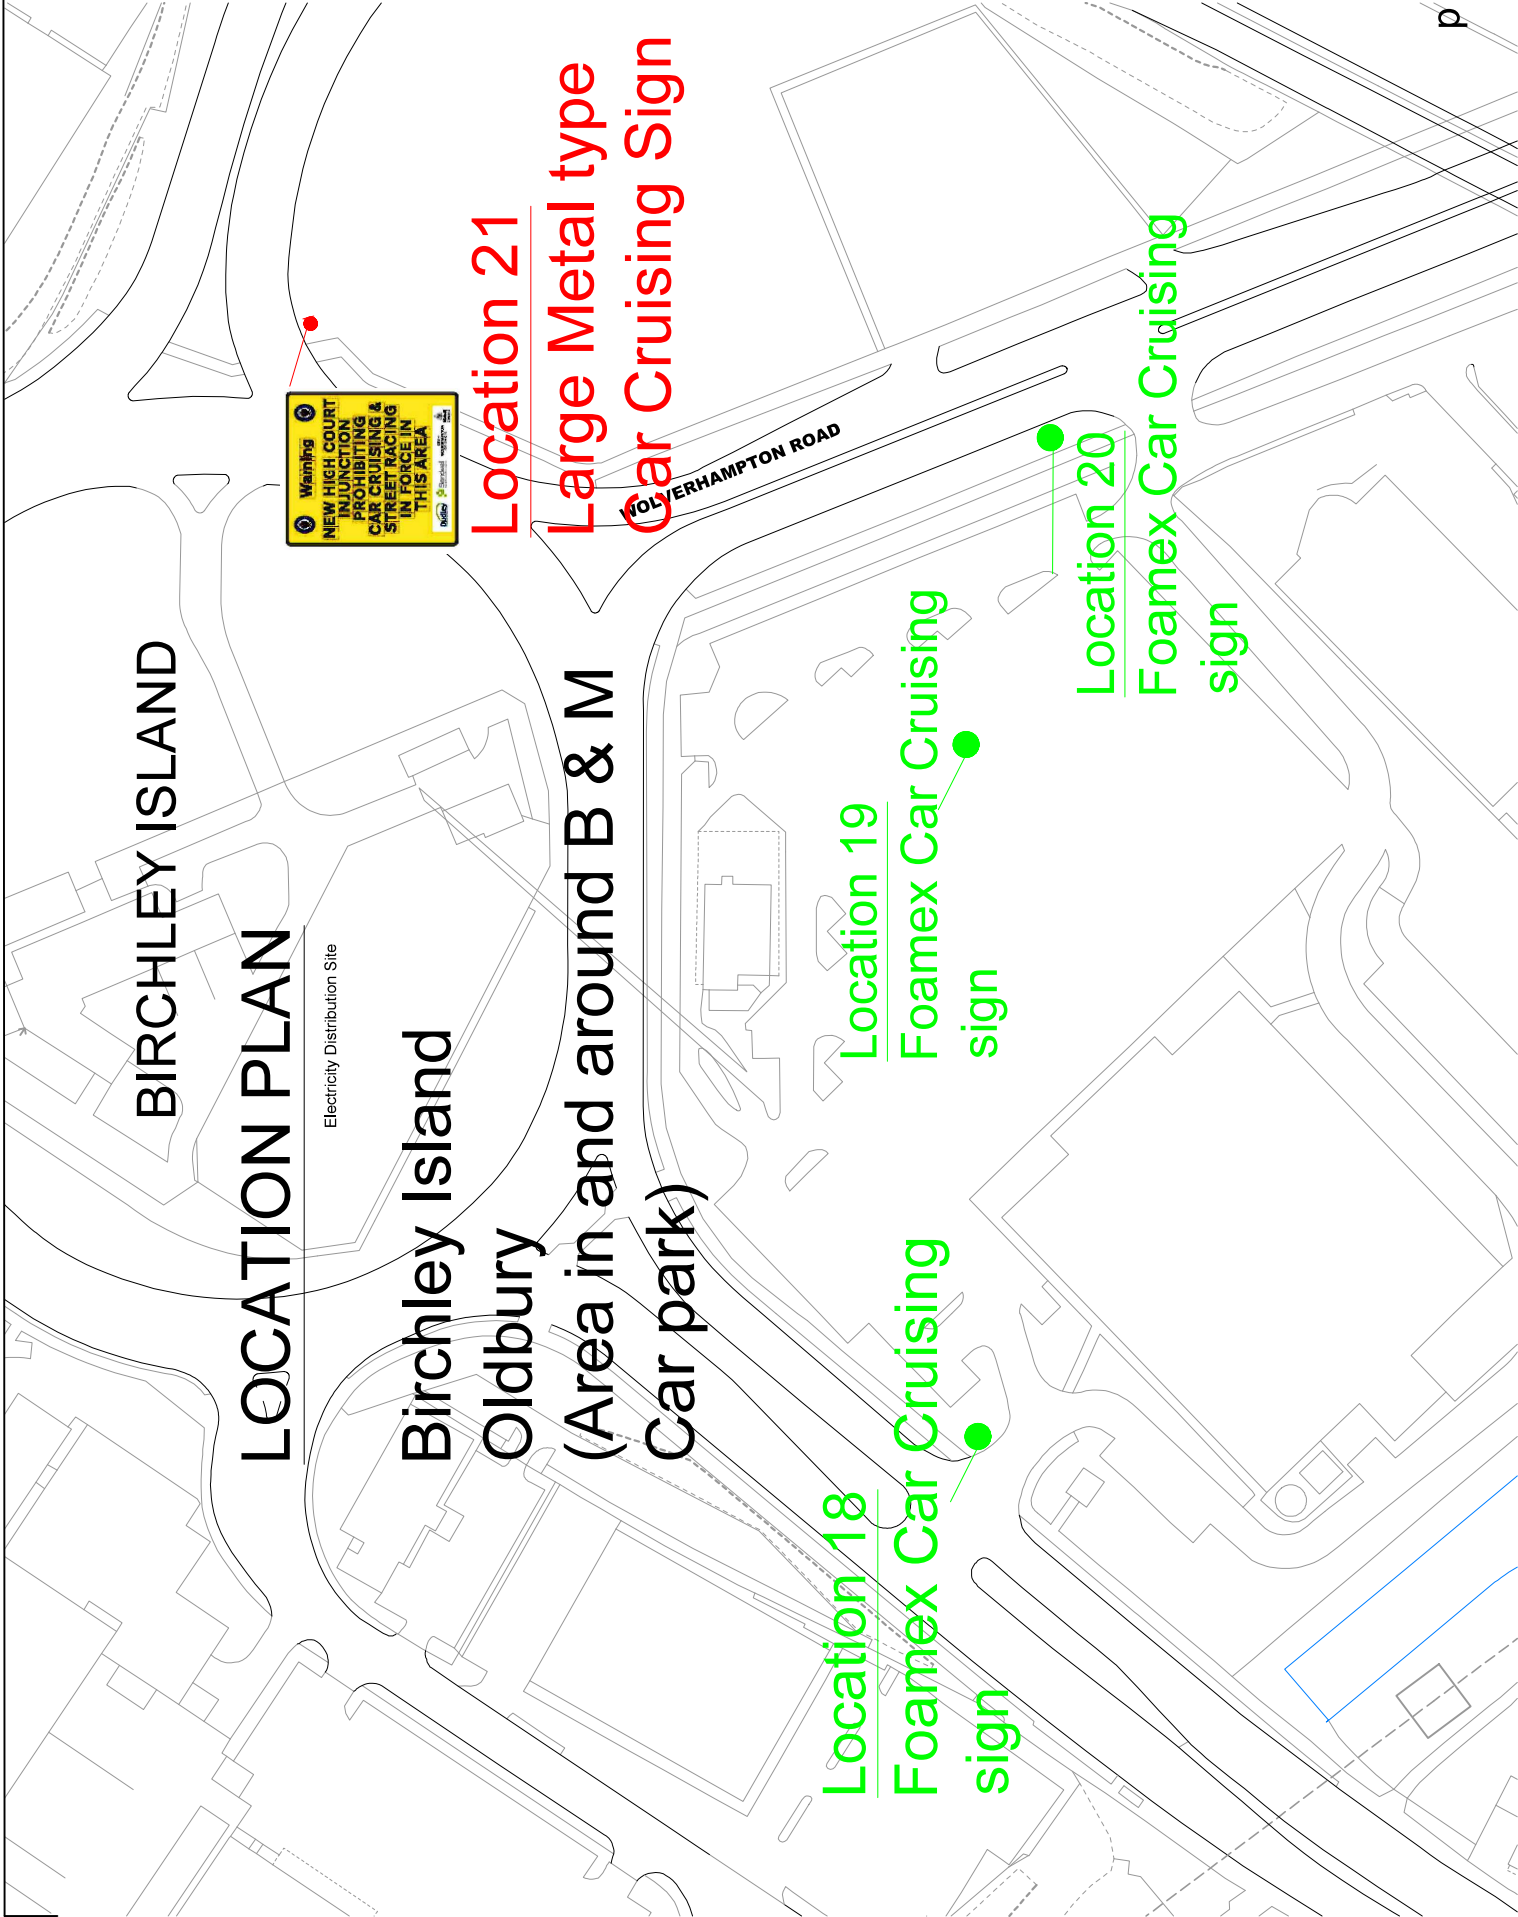 BIRCHLEY ISLAND
LOCATION PLAN
Electricity Distribution Site
Birchley Island
Oldbury
(Area in and around B & M
Car park)
Warning
NEW HIGH COURT
INJUNCTION
PROHIBITING
CAR CRUISING &
STREET RACING
IN FORCE IN
THIS AREA
Dudley
Sandwell
Location 21
Large Metal type
Car Cruising Sign
WOLVERHAMPTON ROAD
Location 18
Foamex Car Cruising
sign
Location 19
Foamex Car Cruising
sign
Location 20
Foamex Car Cruising
sign
p